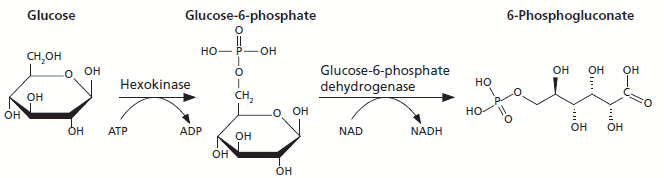 Glucose
Glucose-6-phosphate
6-Phosphogluconate
CH2OH
O
OH
OH
OH
OH
Hexokinase
ATP
ADP
O
HO
P
OH
O
CH2
O
OH
OH
OH
OH
Glucose-6-phosphate
dehydrogenase
NAD
NADH
HO
HO
P
O
O
OH
OH
OH
C
O
OH
OH